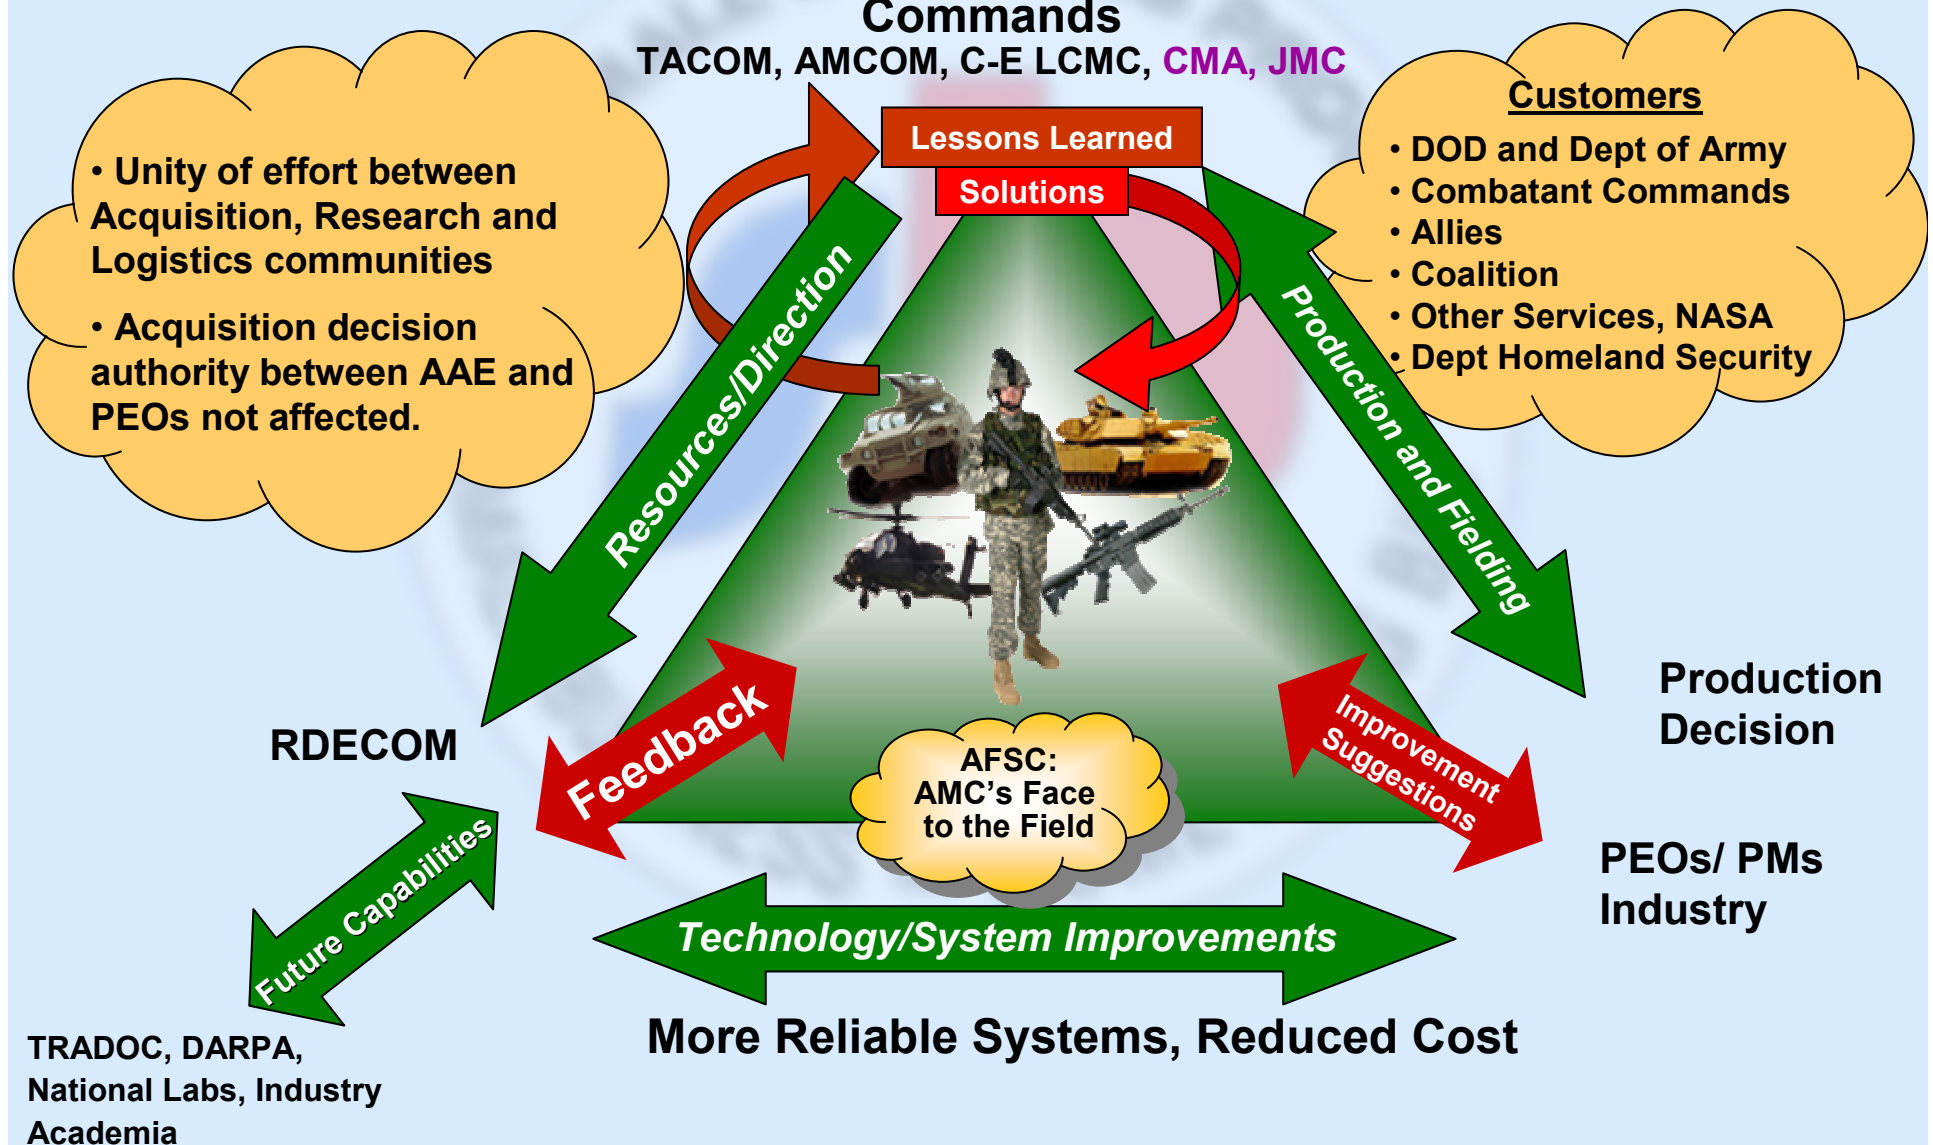 Commands
TACOM, AMCOM, C-E LCMC, CMA, JMC
• Unity of effort between
Acquisition, Research and
Logistics communities
• Acquisition decision
authority between AAE and
PEOs not affected.
Lessons Learned
Solutions
Customers
• DOD and Dept of Army
• Combatant Commands
• Allies
• Coalition
• Other Services, NASA
• Dept Homeland Security
Resources/Direction
Production and Fielding
Production
Decision
RDECOM
Feedback
Improvement
Suggestions
AFSC:
AMC's Face
to the Field
PEOs/ PMs
Industry
Future Capabilities
Technology/System Improvements
More Reliable Systems, Reduced Cost
TRADOC, DARPA,
National Labs, Industry
Academia